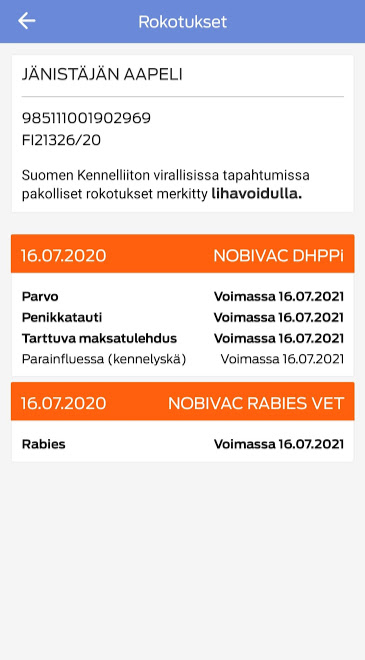 Rokotukset
JÄNISTÄJÄN AAPELI
985111001902969
FI21326/20
Suomen Kennelliiton virallisissa tapahtumissa
pakolliset rokotukset merkitty lihavoidulla.
16.07.2020 NOBIVAC DHPPi
Parvo Voimassa 16.07.2021
Penikkatauti Voimassa 16.07.2021
Tarttuva maksatulehdus Voimassa 16.07.2021
Parainfluessa (kennelyskä) Voimassa 16.07.2021
16.07.2020 NOBIVAC RABIES VET
Rabies Voimassa 16.07.2021